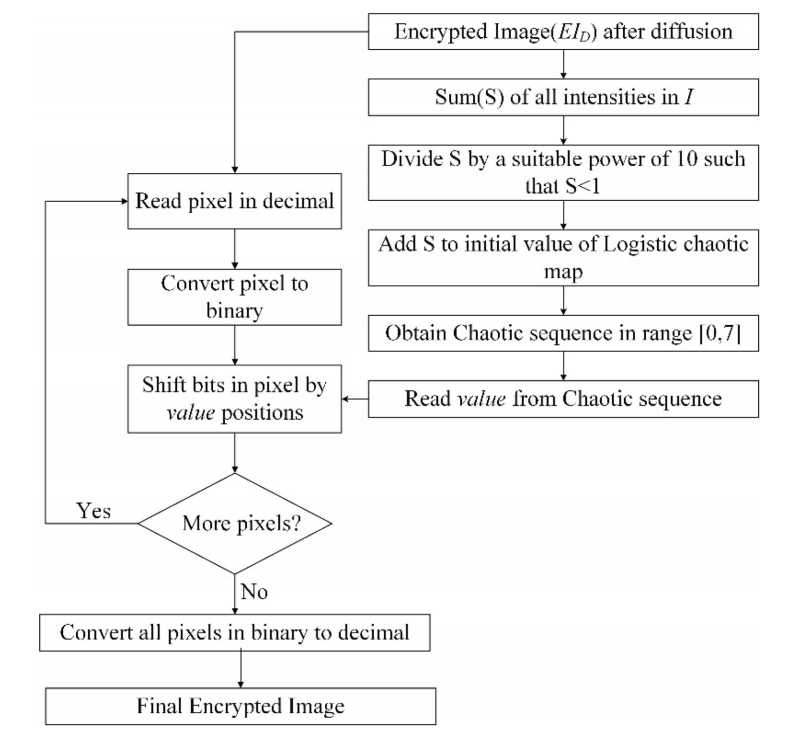 Encrypted Image(EI_D) after diffusion
Sum(S) of all intensities in I
Divide S by a suitable power of 10 such
that S<1
Add S to initial value of Logistic chaotic
map
Obtain Chaotic sequence in range [0,7]
Read value from Chaotic sequence
Read pixel in decimal
Convert pixel to
binary
Shift bits in pixel by
value positions
More pixels?
Yes
No
Convert all pixels in binary to decimal
Final Encrypted Image